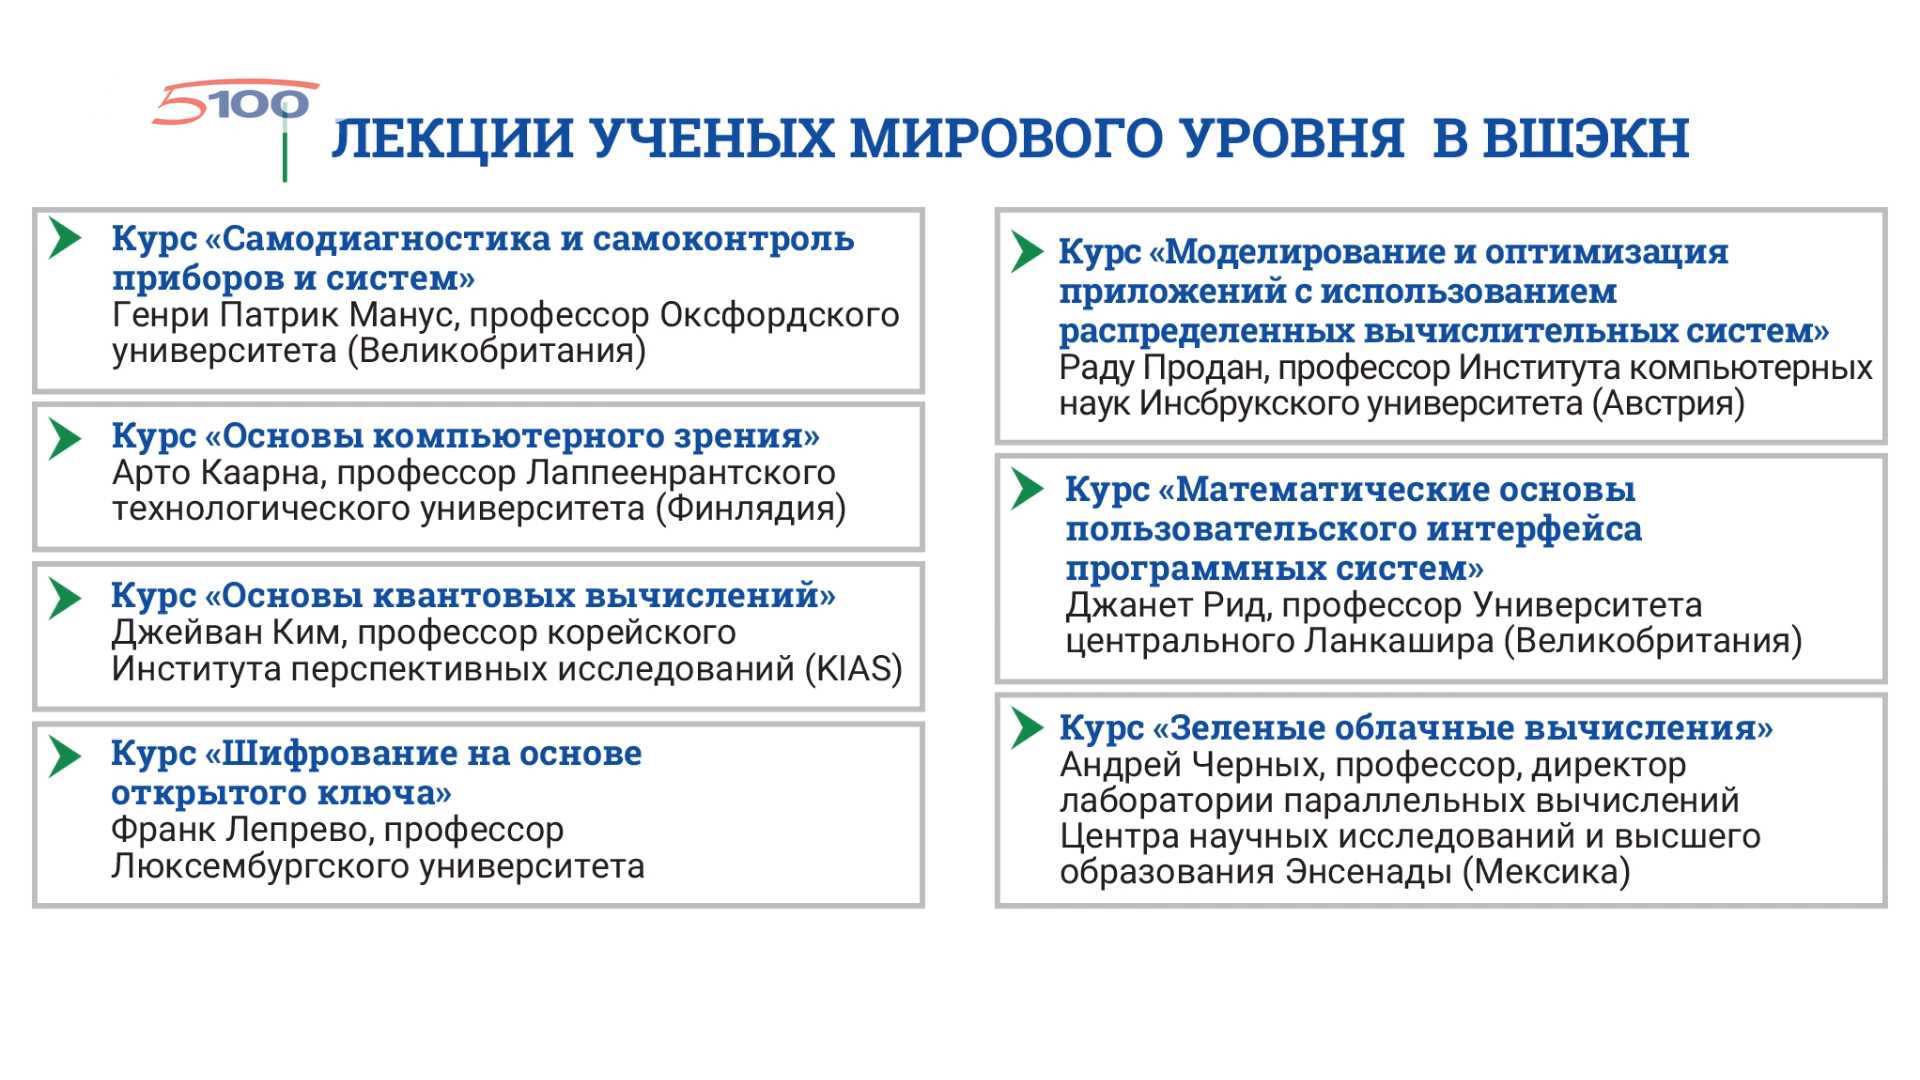 5100
ЛЕКЦИИ УЧЕНЫХ МИРОВОГО УРОВНЯ В ВШЭКН
Курс «Самодиагностика и самоконтроль
приборов и систем»
Генри Патрик Манус, профессор Оксфордского
университета (Великобритания)
Курс «Основы компьютерного зрения»
Арто Каарна, профессор Лаппеенрантского
технологического университета (Финлядия)
Курс «Основы квантовых вычислений»
Джейван Ким, профессор корейского
Института перспективных исследований (KIAS)
Курс «Шифрование на основе
открытого ключа»
Франк Лепрево, профессор
Люксембургского университета
Курс «Моделирование и оптимизация
приложений с использованием
распределенных вычислительных систем»
Раду Продан, профессор Института компьютерных
наук Инсбрукского университета (Австрия)
Курс «Математические основы
пользовательского интерфейса
программных систем»
Джанет Рид, профессор Университета
центрального Ланкашира (Великобритания)
Курс «Зеленые облачные вычисления»
Андрей Черных, профессор, директор
лаборатории параллельных вычислений
Центра научных исследований и высшего
образования Энсенады (Мексика)